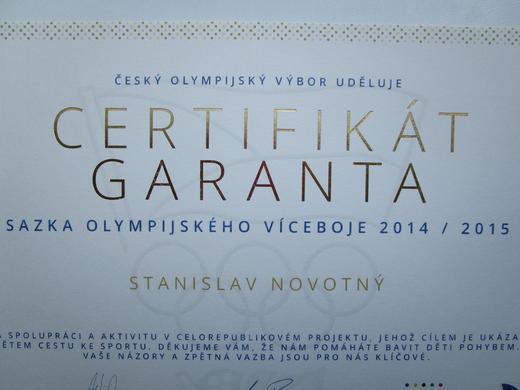 ČESKÝ OLYMPIJSKÝ VÝBOR UDĚLUJE
CERTIFIKÁT
GARANTA
SAZKA OLYMPIJSKÉHO VÍCEBOJE 2014 / 2015
STANISLAV NOVOTNÝ
A SPOLUPRÁCI A AKTIVITU V CELOREPUBLIKOVÉM PROJEKTU, JEHOŽ CÍLEM JE UKÁZA
ĚTEM CESTU KE SPORTU. DĚKUJEME VÁM, ŽE NÁM POMÁHÁTE BAVIT DĚTI POHYBEM.
VAŠE NÁZORY A ZPĚTNÁ VAZBA JSOU PRO NÁS KLÍČOVÉ.